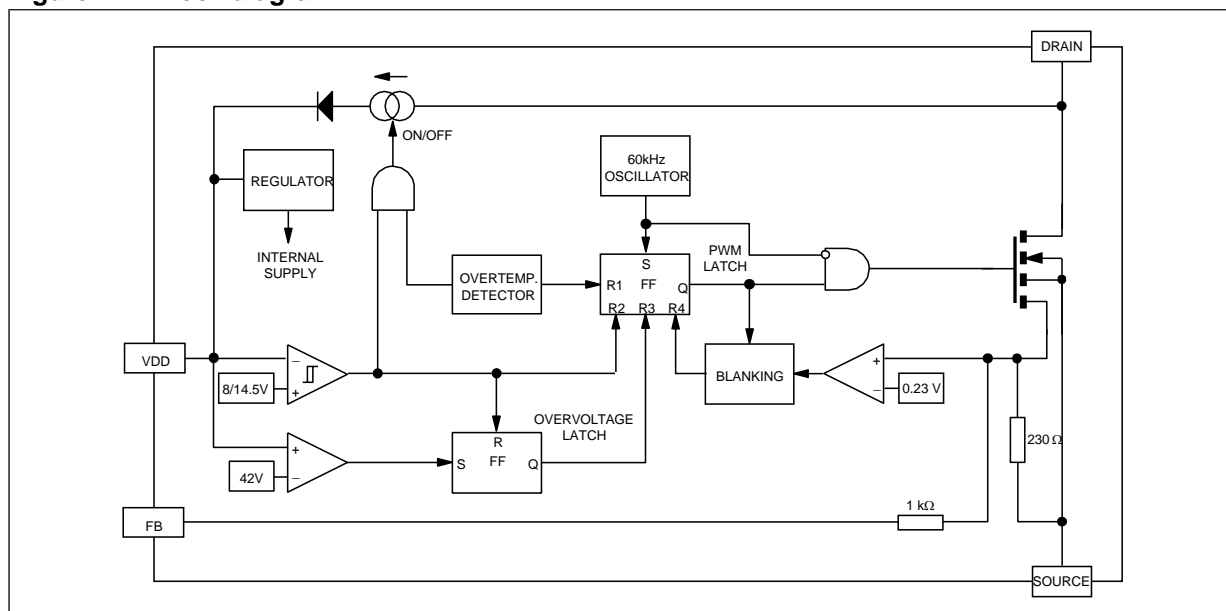 DRAIN
ON/OFF
60kHz
OSCILLATOR
REGULATOR
INTERNAL
SUPPLY
OVERTEMP.
DETECTOR
PWM
LATCH
S
FF
R1
Q
R2 R3 R4
VDD
8/14.5V
−
+
BLANKING
+
−
0.23 V
OVERVOLTAGE
LATCH
R
FF
S
Q
42V
+
−
230 Ω
1 kΩ
FB
SOURCE